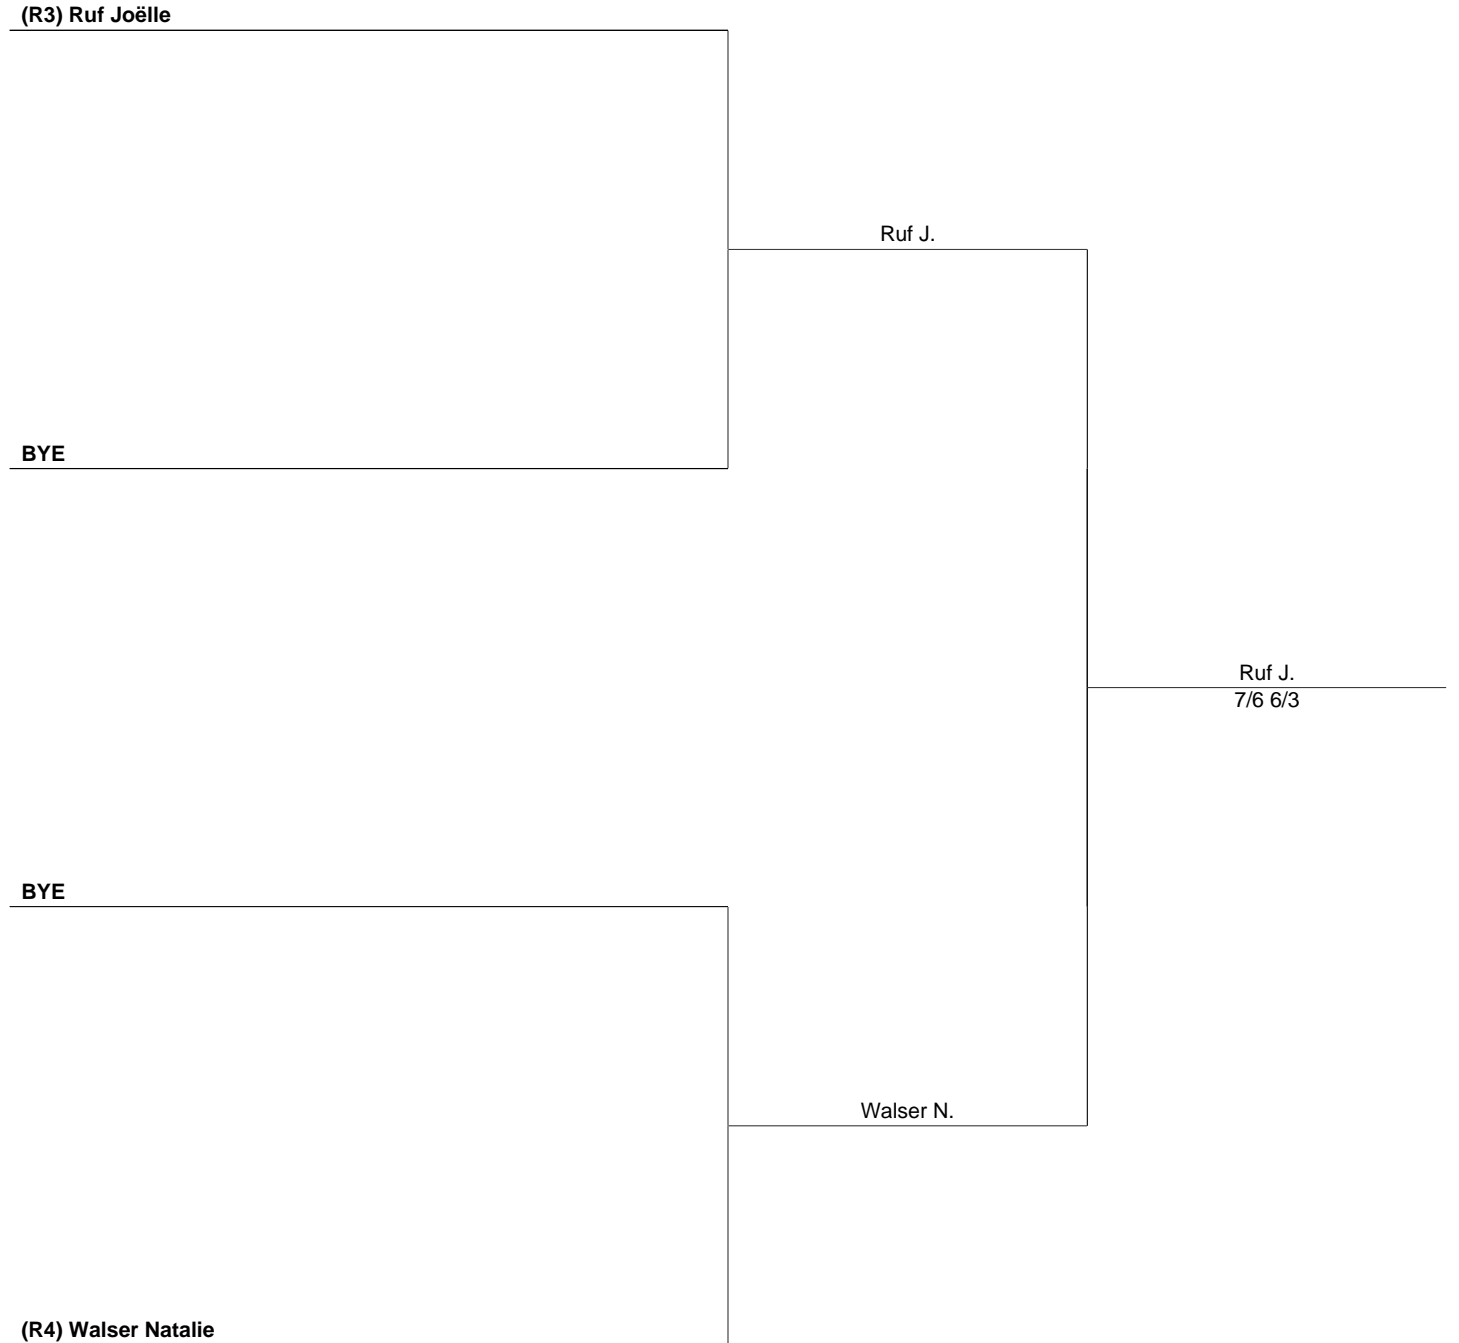 (R3) Ruf Joëlle
Ruf J.
BYE
Ruf J.
7/6 6/3
BYE
Walser N.
(R4) Walser Natalie